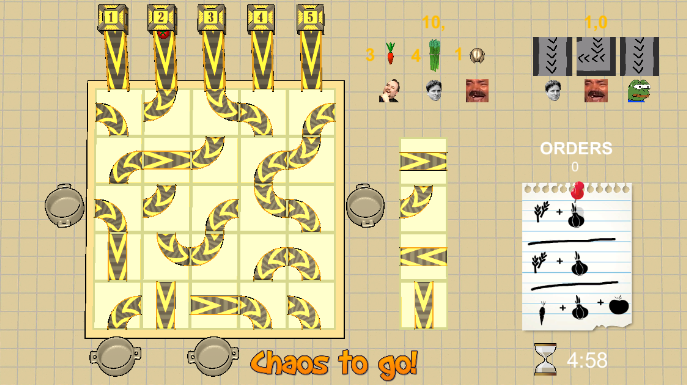 1 2 3 4 5
10,
1,0
3 4 1
ORDERS
0
+
+
+ +
Chaos to go!
4:58